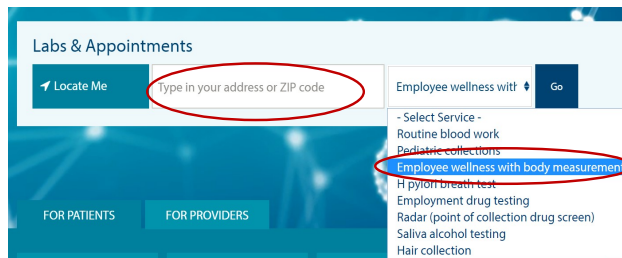 Labs & Appointments
Locate Me
Type in your address or ZIP code
Employee wellness with
Go
- Select Service -
Routine blood work
Pediatric collections
Employee wellness with body measurement
H pylori breath test
Employment drug testing
Radar (point of collection drug screen)
Saliva alcohol testing
Hair collection
FOR PATIENTS
FOR PROVIDERS